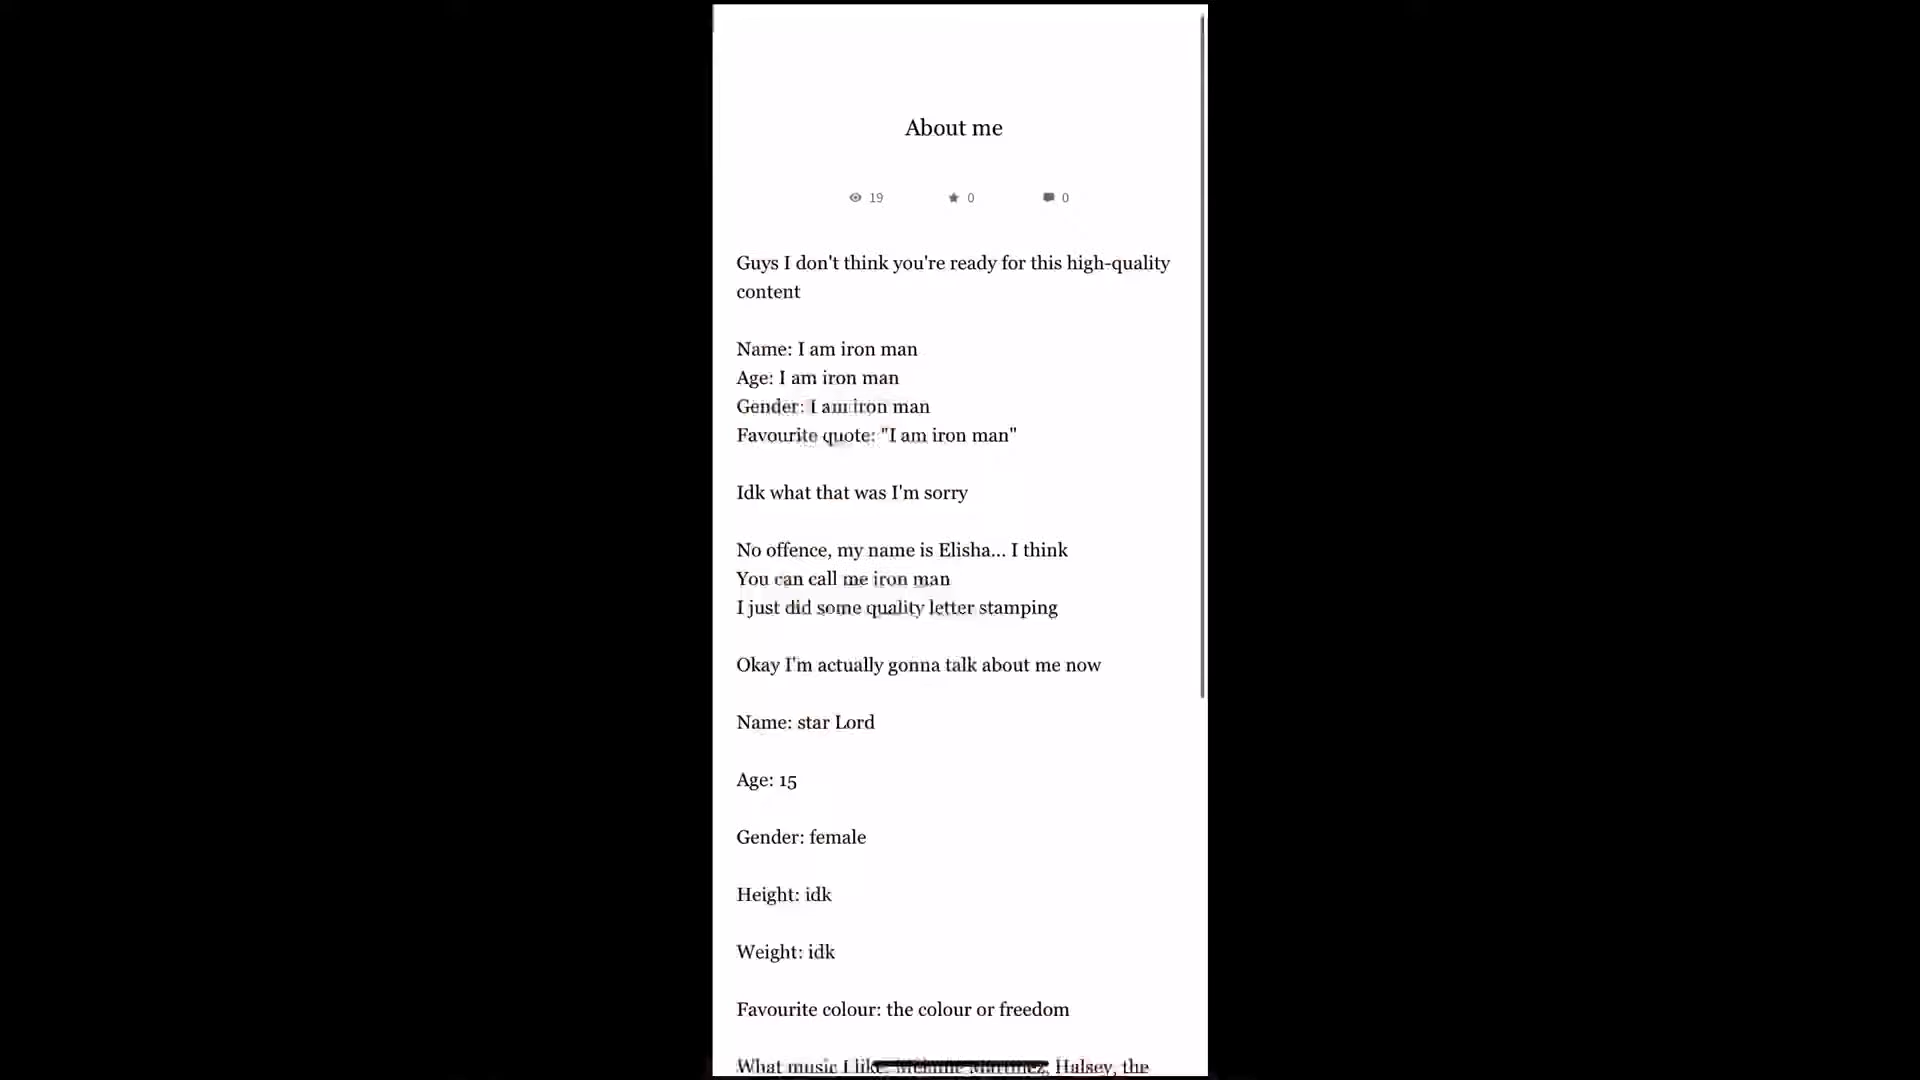 About me
19 0 0
Guys I don't think you're ready for this high-quality
content
Name: I am iron man
Age: I am iron man
Gender: I am iron man
Favourite quote: "I am iron man"
Idk what that was I'm sorry
No offence, my name is Elisha... I think
You can call me iron man
I just did some quality letter stamping
Okay I'm actually gonna talk about me now
Name: star Lord
Age: 15
Gender: female
Height: idk
Weight: idk
Favourite colour: the colour or freedom
What music I like: Melanie Martinez, Halsey, the